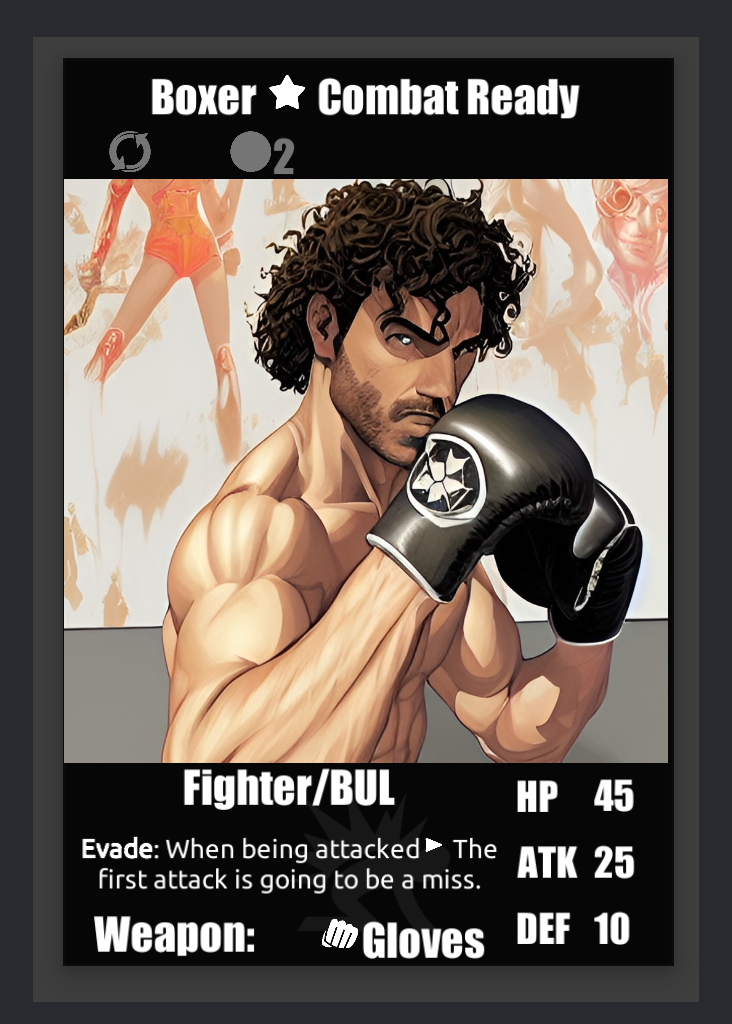 Boxer ★ Combat Ready
2
Fighter/BUL
HP 45
Evade: When being attacked ► The
first attack is going to be a miss.
ATK 25
Weapon: Gloves
DEF 10